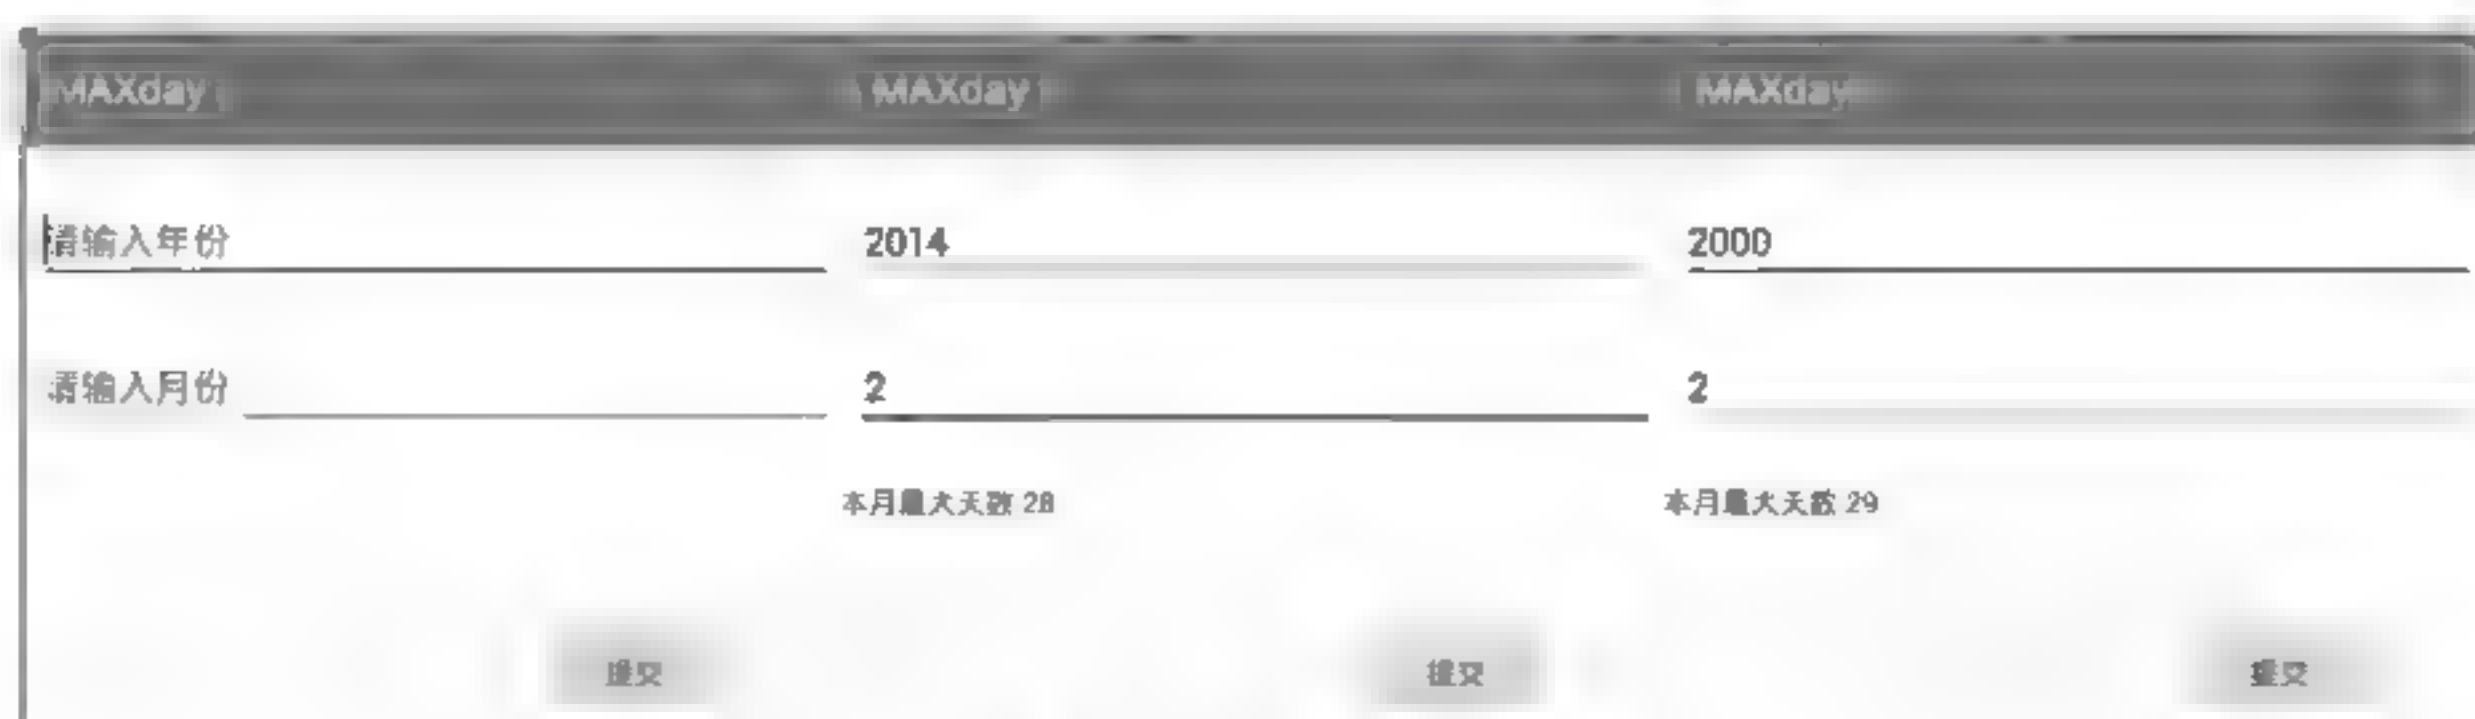 MAXday
MAXday
MAXday
请输入年份
2014
2000
请输入月份
2
2
本月最大天数 28
本月最大天数 29
提交
提交
提交